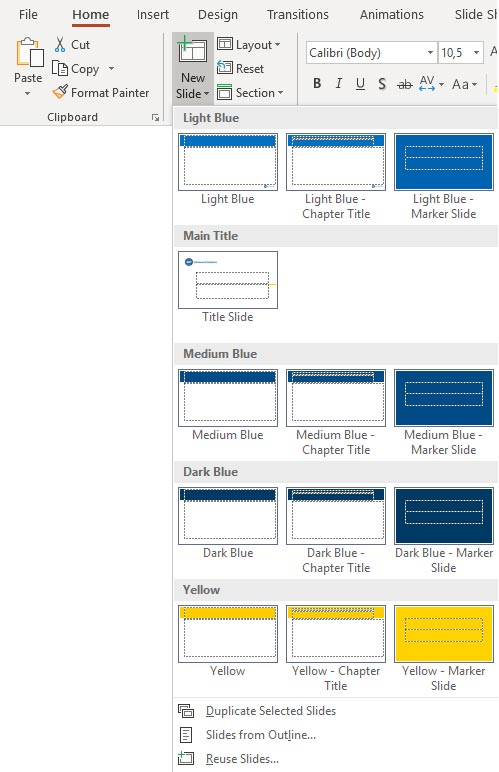 File Home Insert Design Transitions Animations Slide Sh
Paste
Cut
Copy
Format Painter
Clipboard
New
Slide
Layout
Reset
Section
Calibri (Body) 10,5 A
B I U S ab AV Aa
Light Blue
Light Blue
Light Blue -
Chapter Title
Light Blue -
Marker Slide
Main Title
Title Slide
Medium Blue
Medium Blue
Medium Blue -
Chapter Title
Medium Blue -
Marker Slide
Dark Blue
Dark Blue
Dark Blue -
Chapter Title
Dark Blue - Marker
Slide
Yellow
Yellow
Yellow - Chapter
Title
Yellow - Marker
Slide
Duplicate Selected Slides
Slides from Outline...
Reuse Slides...